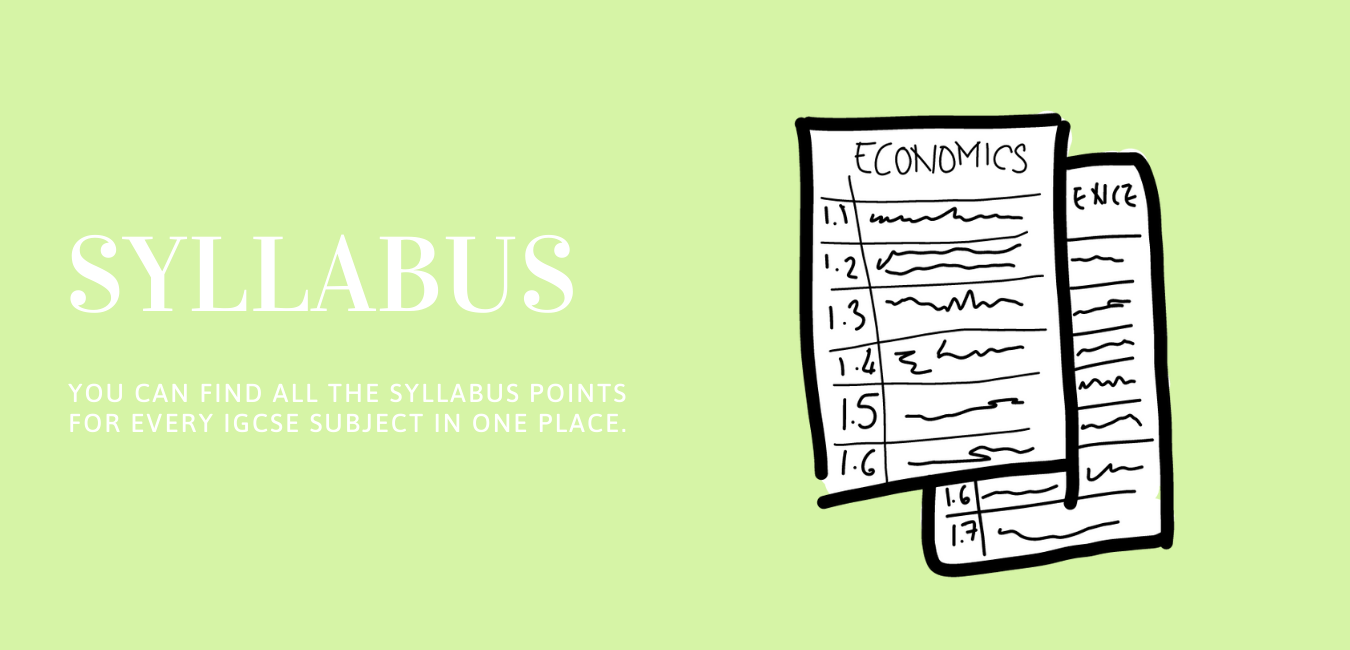 SYLLABUS
YOU CAN FIND ALL THE SYLLABUS POINTS
FOR EVERY IGCSE SUBJECT IN ONE PLACE.
ECONOMICS
1.1
1.2
1.3
1.4
1.5
1.6
ENCE
1.6
1.7